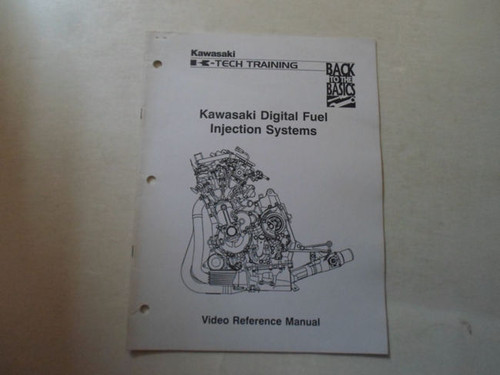 Kawasaki
K-TECH TRAINING
BACK
TO THE
BASICS
Kawasaki Digital Fuel
Injection Systems
Video Reference Manual